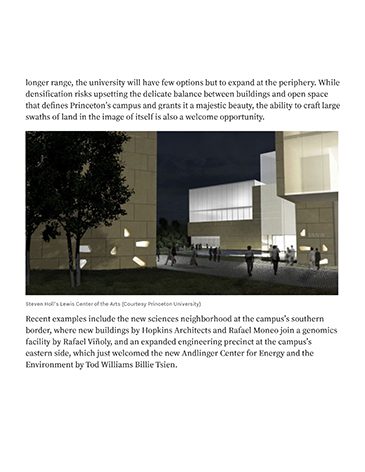 longer range, the university will have few options but to expand at the periphery. While
densification risks upsetting the delicate balance between buildings and open space
that defines Princeton's campus and grants it a majestic beauty, the ability to craft large
swaths of land in the image of itself is also a welcome opportunity.
Steven Holl's Lewis Center of the Arts (Courtesy Princeton University)
Recent examples include the new sciences neighborhood at the campus's southern
border, where new buildings by Hopkins Architects and Rafael Moneo join a genomics
facility by Rafael Viñoly, and an expanded engineering precinct at the campus's
eastern side, which just welcomed the new Andlinger Center for Energy and the
Environment by Tod Williams Billie Tsien.